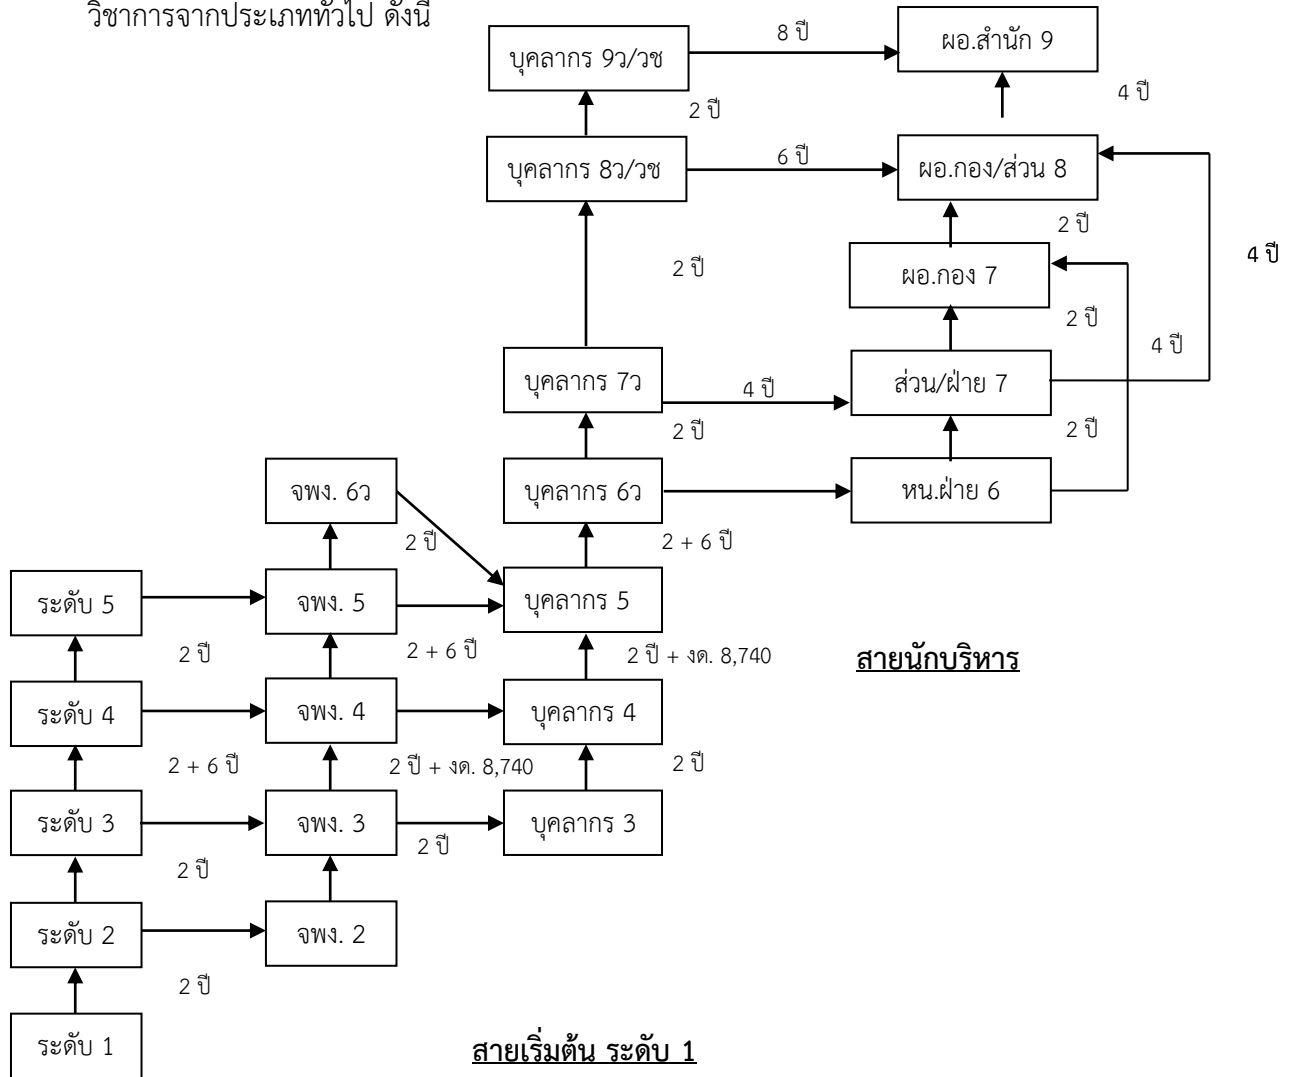 วิชาการจากประเภททั่วไป ดังนี้
8 ปี
ผอ.สำนัก 9
บุคลากร 9ว/วช
4 ปี
2 ปี
บุคลากร 8ว/วช
6 ปี
ผอ.กอง/ส่วน 8
2 ปี
4 ปี
2 ปี
ผอ.กอง 7
2 ปี
4 ปี
บุคลากร 7ว
4 ปี
ส่วน/ฝ่าย 7
2 ปี
2 ปี
จพง. 6ว
บุคลากร 6ว
หน.ฝ่าย 6
2 ปี
2 + 6 ปี
ระดับ 5
จพง. 5
บุคลากร 5
2 ปี
2 + 6 ปี
2 ปี + งด. 8,740
สายนักบริหาร
ระดับ 4
จพง. 4
บุคลากร 4
2 + 6 ปี
2 ปี + งด. 8,740
2 ปี
ระดับ 3
จพง. 3
บุคลากร 3
2 ปี
2 ปี
ระดับ 2
จพง. 2
2 ปี
ระดับ 1
สายเริ่มต้น ระดับ 1